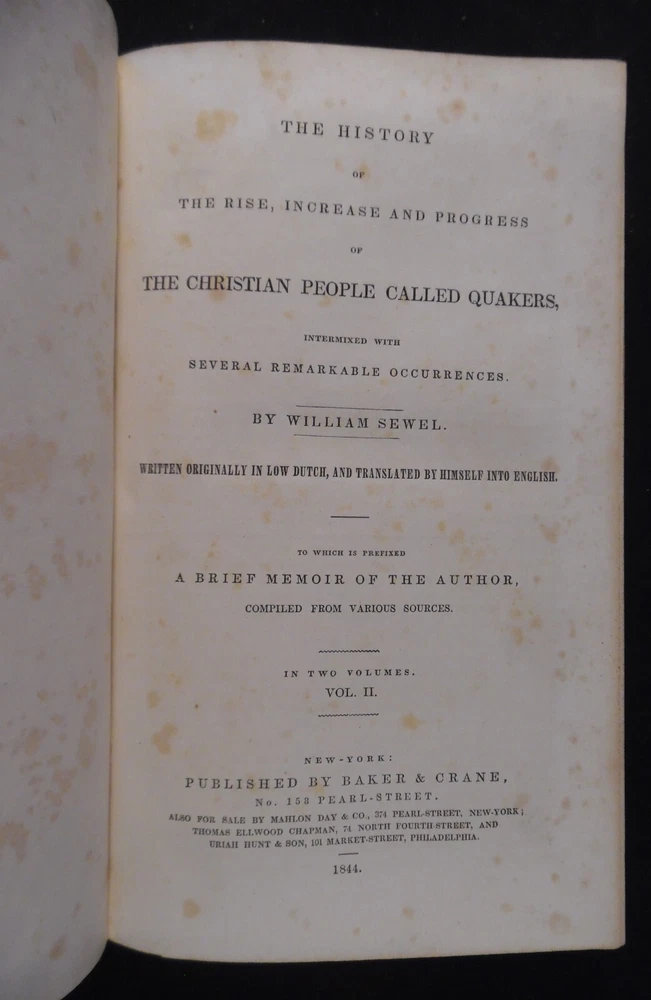 THE HISTORY
OF
THE RISE, INCREASE AND PROGRESS
OF
THE CHRISTIAN PEOPLE CALLED QUAKERS,
INTERMIXED WITH
SEVERAL REMARKABLE OCCURRENCES.
BY WILLIAM SEWEL.
WRITTEN ORIGINALLY IN LOW DUTCH, AND TRANSLATED BY HIMSELF INTO ENGLISH.
TO WHICH IS PREFIXED
A BRIEF MEMOIR OF THE AUTHOR,
COMPILED FROM VARIOUS SOURCES.
IN TWO VOLUMES.
VOL. II.
NEW-YORK:
PUBLISHED BY BAKER & CRANE,
No. 158 PEARL-STREET.
ALSO FOR SALE BY MAHLON DAY & CO., 374 PEARL-STREET, NEW-YORK;
THOMAS ELLWOOD CHAPMAN, 74 NORTH FOURTH-STREET, AND
URIAH HUNT & SON, 101 MARKET-STREET, PHILADELPHIA.
1844.